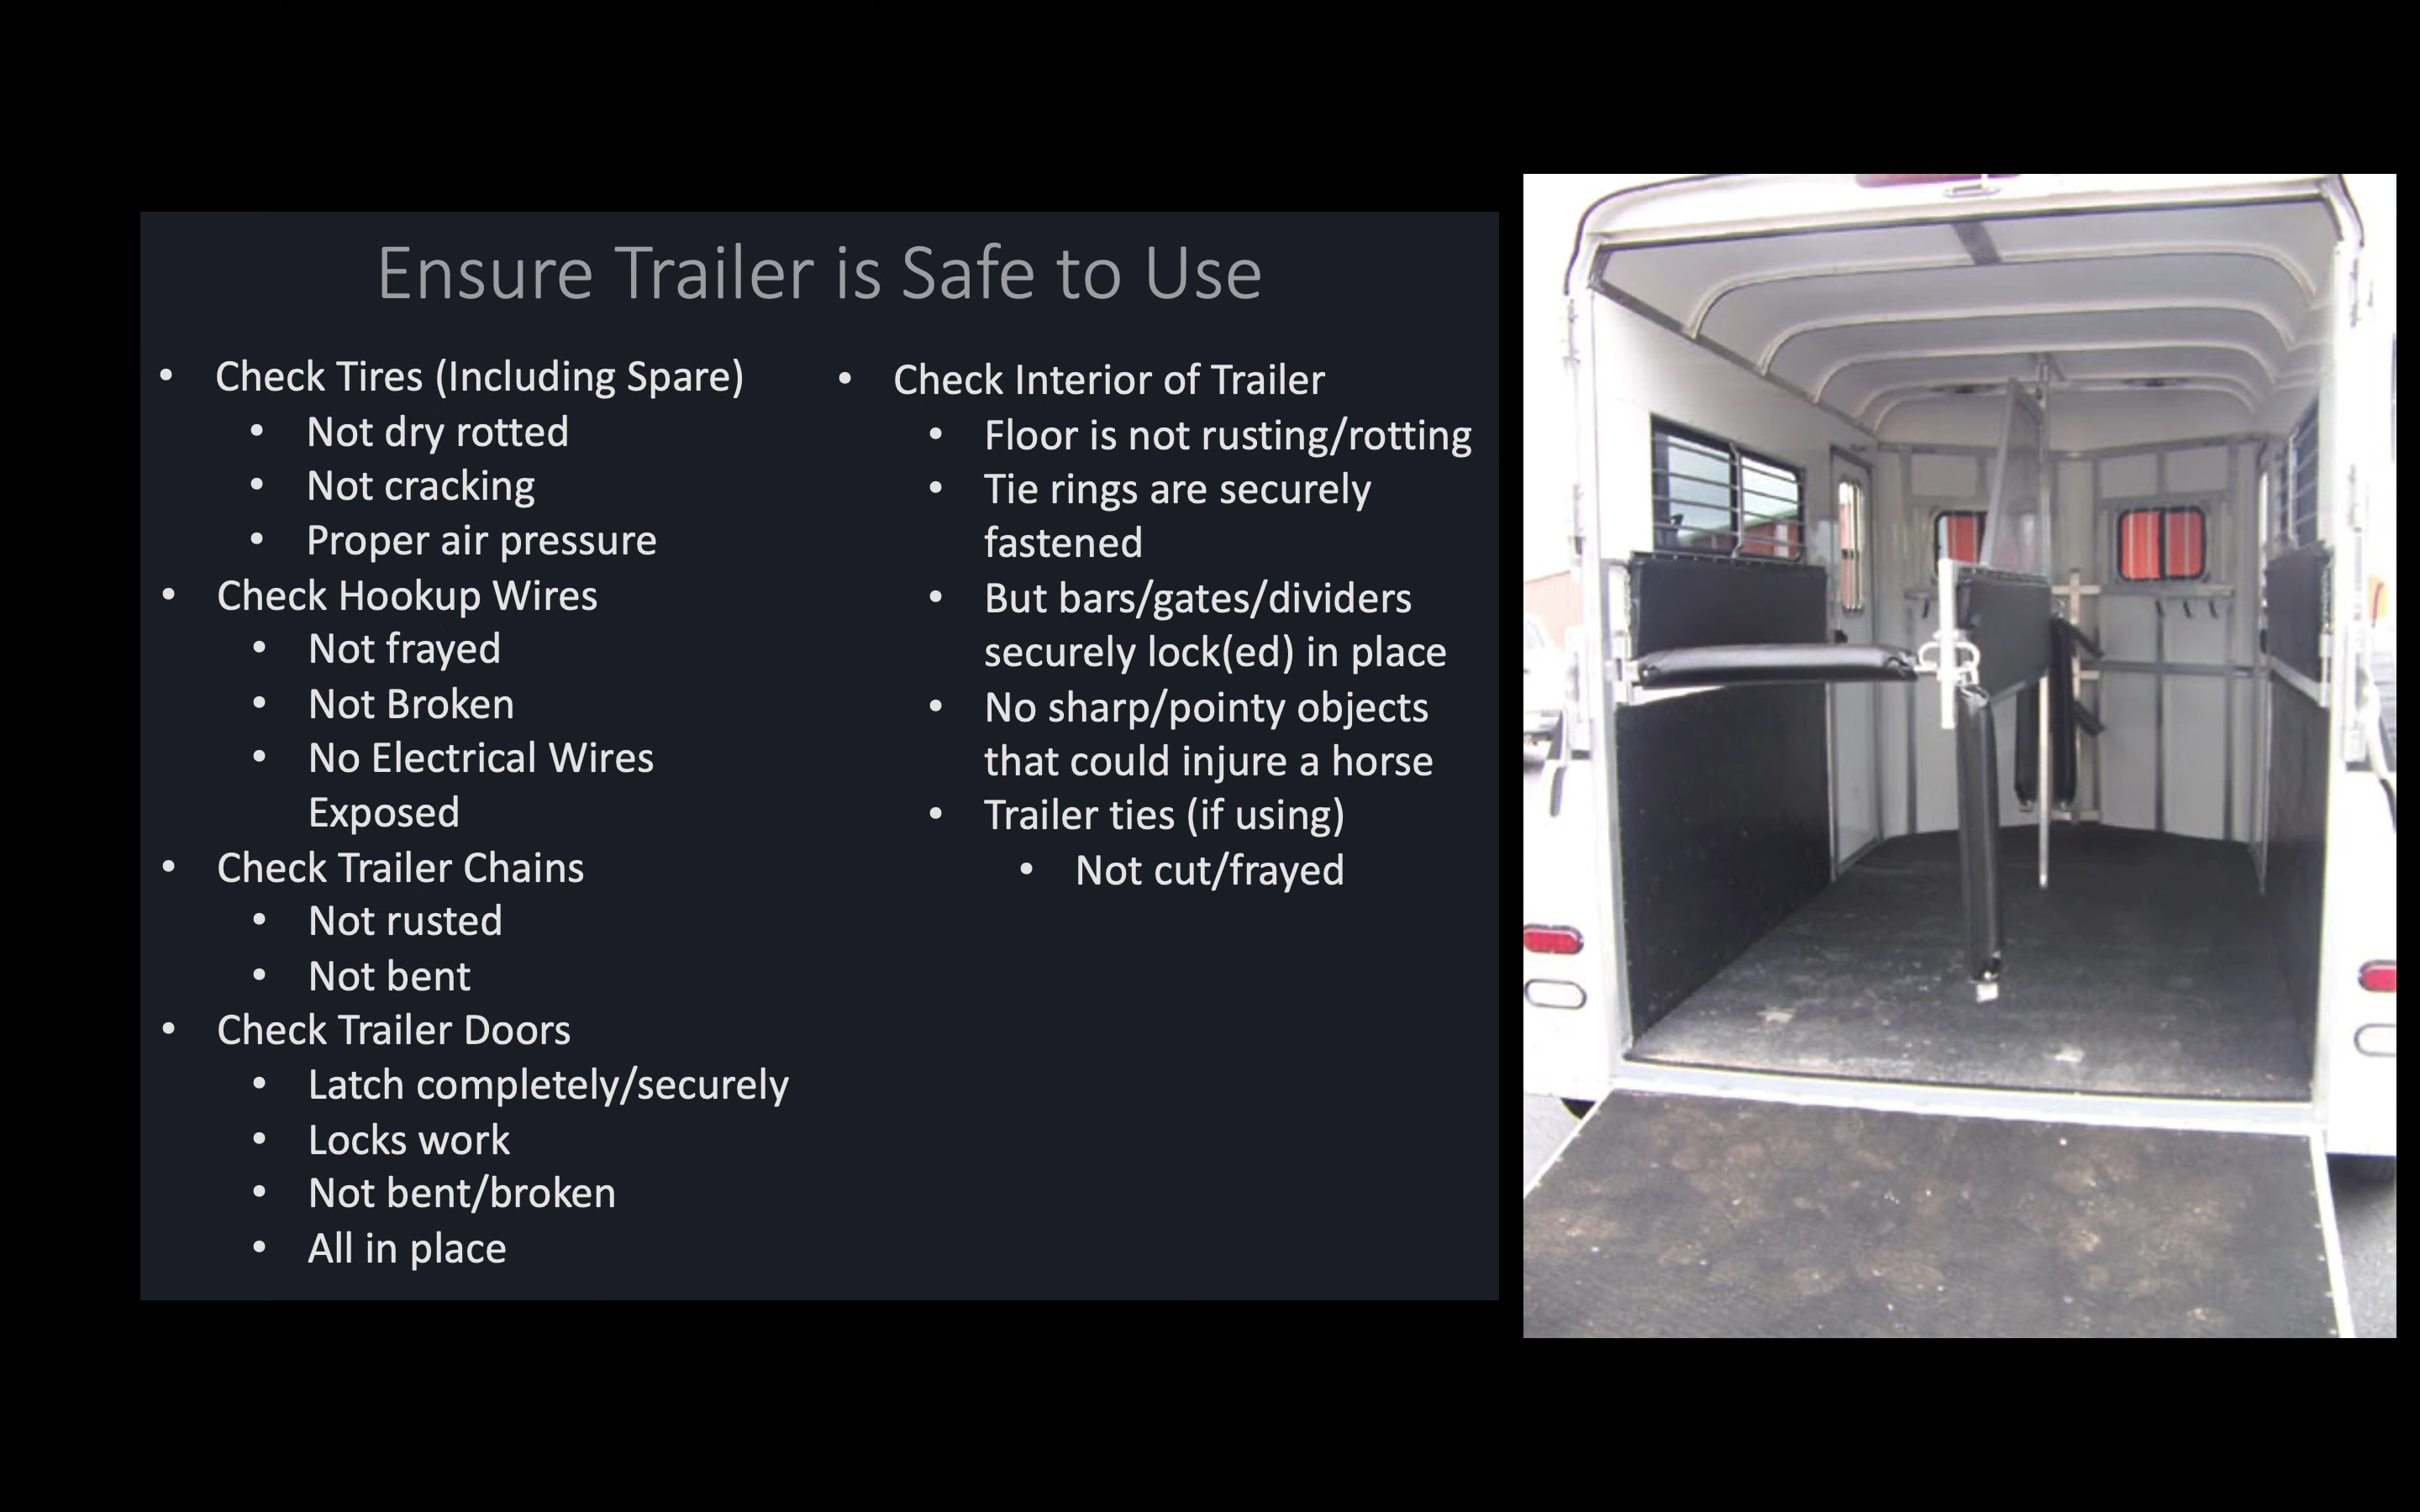 Ensure Trailer is Safe to Use
• Check Tires (Including Spare)
• Not dry rotted
• Not cracking
• Proper air pressure
• Check Hookup Wires
• Not frayed
• Not Broken
• No Electrical Wires
Exposed
• Check Trailer Chains
• Not rusted
• Not bent
• Check Trailer Doors
• Latch completely/securely
• Locks work
• Not bent/broken
• All in place
• Check Interior of Trailer
• Floor is not rusting/rotting
• Tie rings are securely
fastened
• But bars/gates/dividers
securely lock(ed) in place
• No sharp/pointy objects
that could injure a horse
• Trailer ties (if using)
• Not cut/frayed